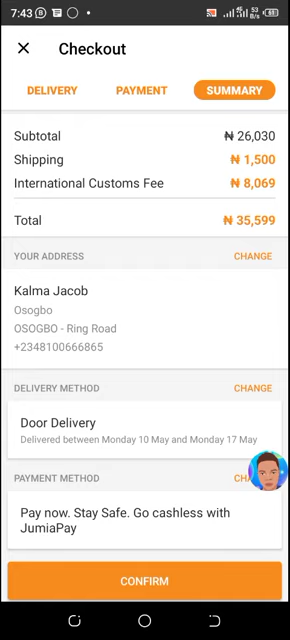 7:43
53
B/s
69
Checkout
DELIVERY
PAYMENT
SUMMARY
Subtotal
₦ 26,030
Shipping
₦ 1,500
International Customs Fee
₦ 8,069
Total
₦ 35,599
YOUR ADDRESS
CHANGE
Kalma Jacob
Osogbo
OSOGBO - Ring Road
+2348100666865
DELIVERY METHOD
CHANGE
Door Delivery
Delivered between Monday 10 May and Monday 17 May
PAYMENT METHOD
Pay now. Stay Safe. Go cashless with
JumiaPay
CONFIRM